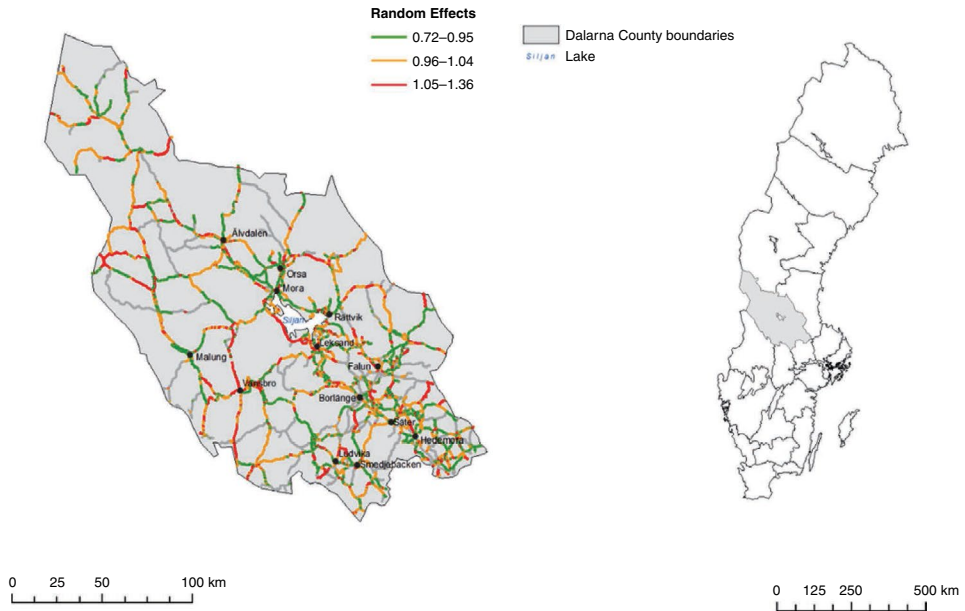 Random Effects
0.72–0.95
0.96–1.04
1.05–1.36
Dalarna County boundaries
Siljan Lake
Älvdalen
Orsa
Mora
Siljan
Rättvik
Leksand
Malung
Falun
Vansbro
Borlänge
Säter
Hedemora
Ludvika
Smedjebacken
0 25 50 100 km
0 125 250 500 km